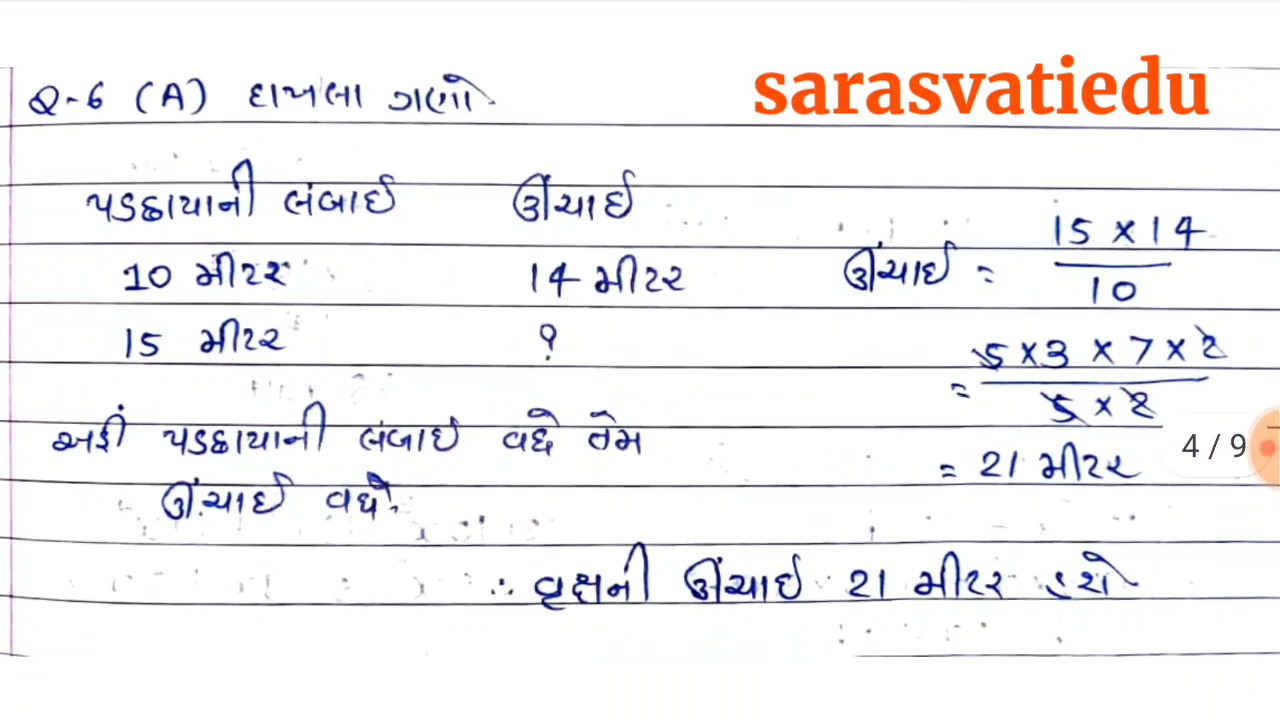 sarasvatiedu
Q-6 (A) દાખલા ગણો.
પડછાયાની લંબાઈ ઊંચાઈ
10 મીટર 14 મીટર
15 મીટર ?
અહીં પડછાયાની લંબાઈ વધે તેમ
ઊંચાઈ વધે.
ઊંચાઈ = 15 × 14 / 10
= 5 × 3 × 7 × 2 / 5 × 2
= 21 મીટર
4 / 9
∴ વૃક્ષની ઊંચાઈ 21 મીટર હશે